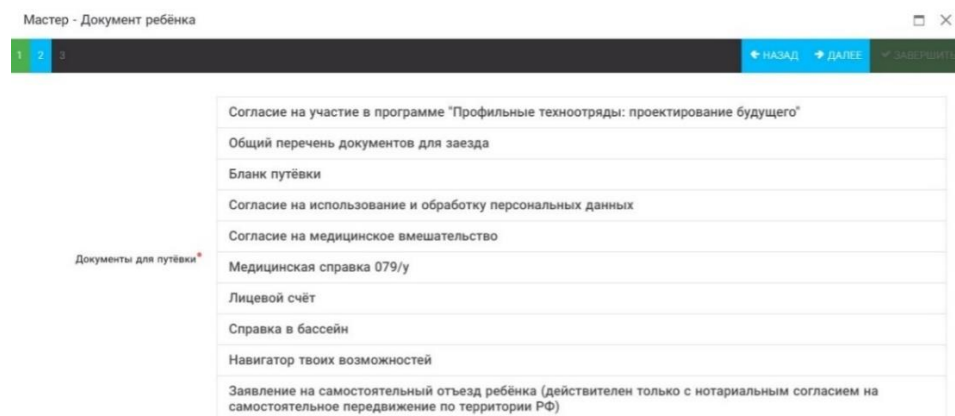 Мастер - Документ ребёнка
1 2 3 НАЗАД ДАЛЕЕ ЗАВЕРШИТЬ
Согласие на участие в программе "Профильные техноотряды: проектирование будущего"
Общий перечень документов для заезда
Бланк путёвки
Согласие на использование и обработку персональных данных
Согласие на медицинское вмешательство
Документы для путёвки*
Медицинская справка 079/у
Лицевой счёт
Справка в бассейн
Навигатор твоих возможностей
Заявление на самостоятельный отъезд ребёнка (действителен только с нотариальным согласием на
самостоятельное передвижение по территории РФ)